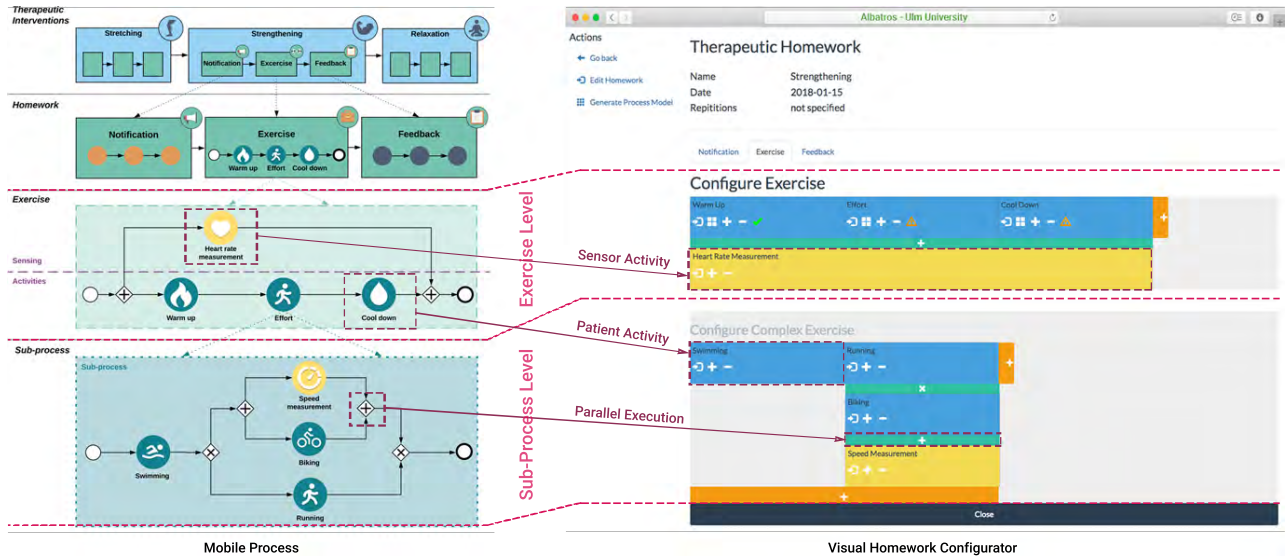 Therapeutic
Interventions
Stretching
Strengthening
Relaxation
Notification
Excercise
Feedback
Homework
Notification
Exercise
Feedback
Warm up
Effort
Cool down
Exercise
Heart rate
measurement
Sensing
Activities
Warm up
Effort
Cool down
Sub-process
Sub-process
Speed
measurement
Biking
Swimming
Running
Mobile Process
Exercise Level
Sub-Process Level
Sensor Activity
Patient Activity
Parallel Execution
Albatros - Ulm University
Actions
Go back
Edit Homework
Generate Process Model
Therapeutic Homework
Name Strengthening
Date 2018-01-15
Repititions not specified
Notification Exercise Feedback
Configure Exercise
Warm Up Effort Cool Down
Heart Rate Measurement
Configure Complex Exercise
Swimming Running
Biking
Speed Measurement
Close
Visual Homework Configurator